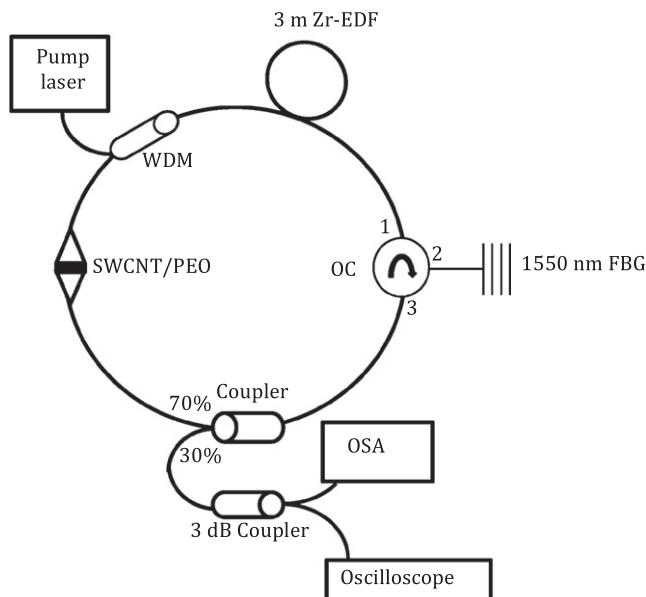 3 m Zr-EDF
Pump
laser
WDM
1
SWCNT/PEO
OC
2
1550 nm FBG
3
Coupler
70%
30%
OSA
3 dB Coupler
Oscilloscope